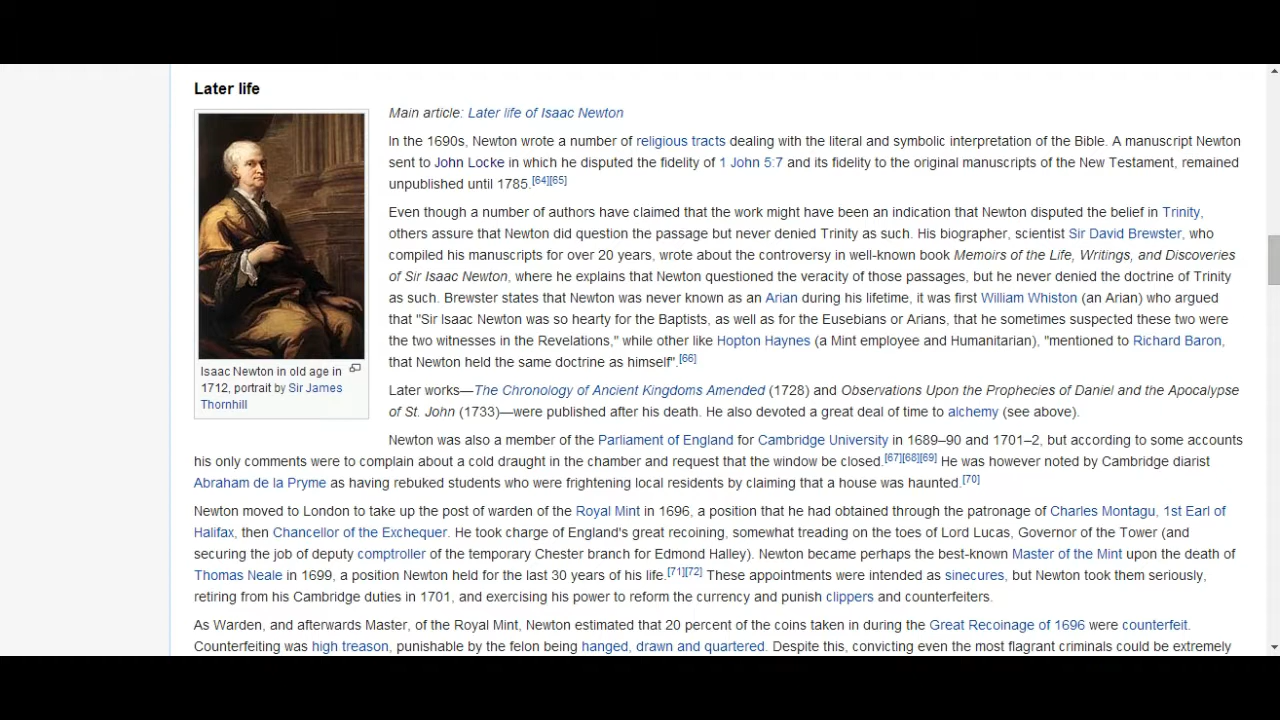 Later life
Main article: Later life of Isaac Newton
In the 1690s, Newton wrote a number of religious tracts dealing with the literal and symbolic interpretation of the Bible. A manuscript Newton
sent to John Locke in which he disputed the fidelity of 1 John 5:7 and its fidelity to the original manuscripts of the New Testament, remained
unpublished until 1785.[64][65]
Even though a number of authors have claimed that the work might have been an indication that Newton disputed the belief in Trinity,
others assure that Newton did question the passage but never denied Trinity as such. His biographer, scientist Sir David Brewster, who
compiled his manuscripts for over 20 years, wrote about the controversy in well-known book Memoirs of the Life, Writings, and Discoveries
of Sir Isaac Newton, where he explains that Newton questioned the veracity of those passages, but he never denied the doctrine of Trinity
as such. Brewster states that Newton was never known as an Arian during his lifetime, it was first William Whiston (an Arian) who argued
that "Sir Isaac Newton was so hearty for the Baptists, as well as for the Eusebians or Arians, that he sometimes suspected these two were
the two witnesses in the Revelations," while other like Hopton Haynes (a Mint employee and Humanitarian), "mentioned to Richard Baron,
that Newton held the same doctrine as himself".[66]
Isaac Newton in old age in
1712, portrait by Sir James
Thornhill
Later works—The Chronology of Ancient Kingdoms Amended (1728) and Observations Upon the Prophecies of Daniel and the Apocalypse
of St. John (1733)—were published after his death. He also devoted a great deal of time to alchemy (see above).
Newton was also a member of the Parliament of England for Cambridge University in 1689–90 and 1701–2, but according to some accounts
his only comments were to complain about a cold draught in the chamber and request that the window be closed.[67][68][69] He was however noted by Cambridge diarist
Abraham de la Pryme as having rebuked students who were frightening local residents by claiming that a house was haunted.[70]
Newton moved to London to take up the post of warden of the Royal Mint in 1696, a position that he had obtained through the patronage of Charles Montagu, 1st Earl of
Halifax, then Chancellor of the Exchequer. He took charge of England's great recoining, somewhat treading on the toes of Lord Lucas, Governor of the Tower (and
securing the job of deputy comptroller of the temporary Chester branch for Edmond Halley). Newton became perhaps the best-known Master of the Mint upon the death of
Thomas Neale in 1699, a position Newton held for the last 30 years of his life.[71][72] These appointments were intended as sinecures, but Newton took them seriously,
retiring from his Cambridge duties in 1701, and exercising his power to reform the currency and punish clippers and counterfeiters.
As Warden, and afterwards Master, of the Royal Mint, Newton estimated that 20 percent of the coins taken in during the Great Recoinage of 1696 were counterfeit.
Counterfeiting was high treason, punishable by the felon being hanged, drawn and quartered. Despite this, convicting even the most flagrant criminals could be extremely